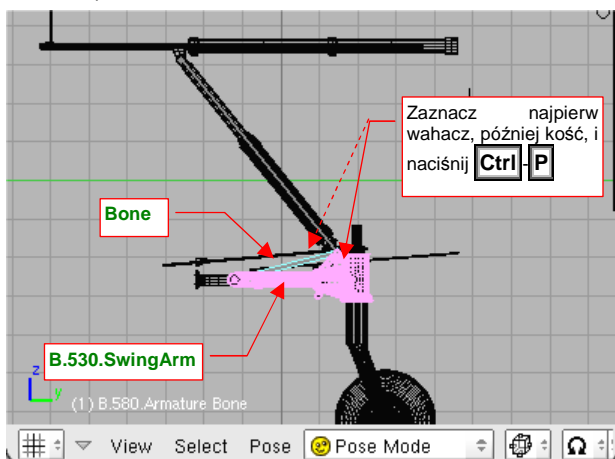 Zaznacz najpierw
wahacz, później kość, i
naciśnij Ctrl-P
Bone
B.530.SwingArm
z
y
(1) B.580.Armature Bone
View Select Pose Pose Mode